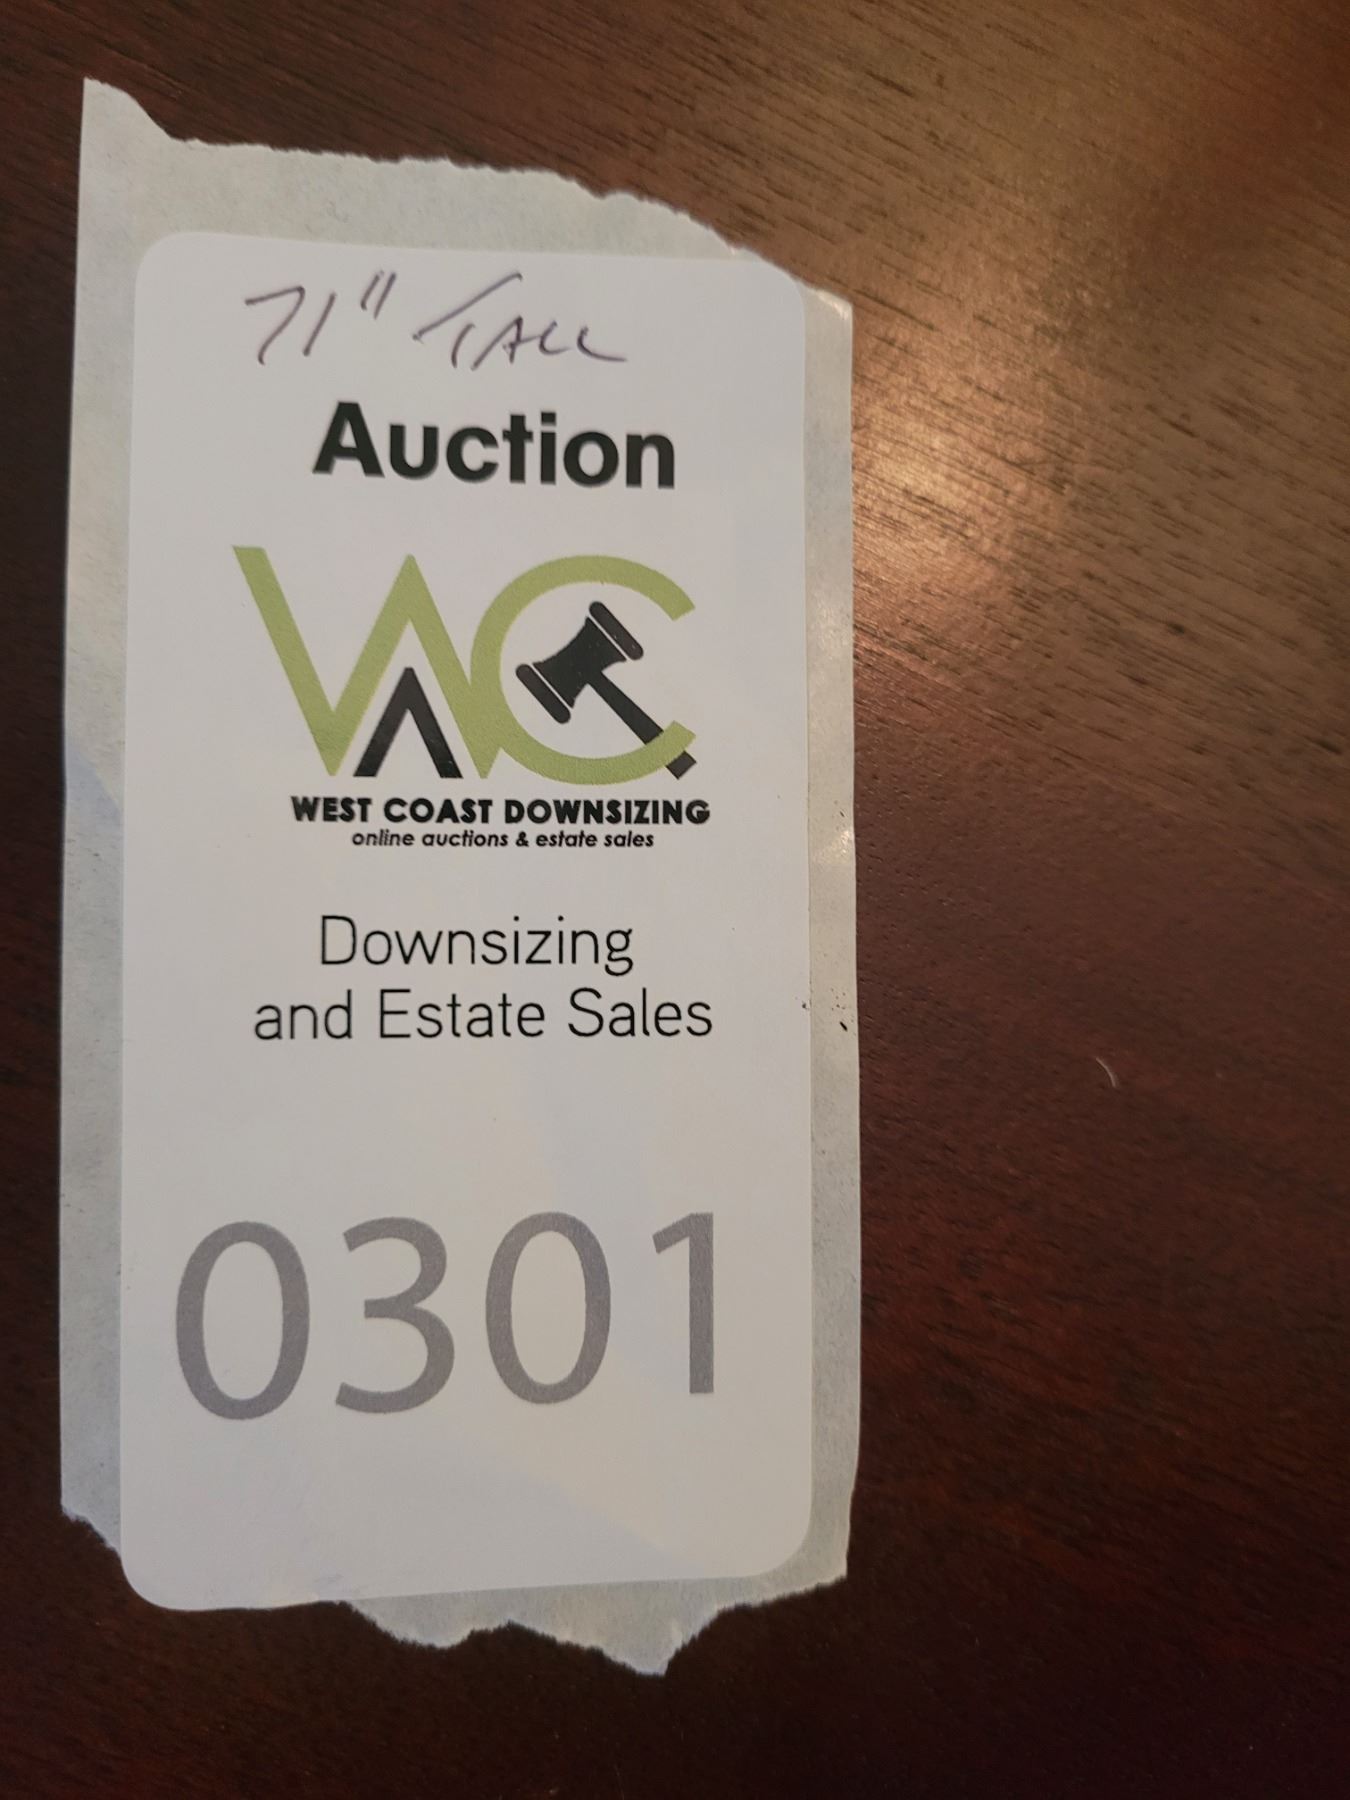 71" TALL
Auction
WC
WEST COAST DOWNSIZING
online auctions & estate sales
Downsizing
and Estate Sales
0301